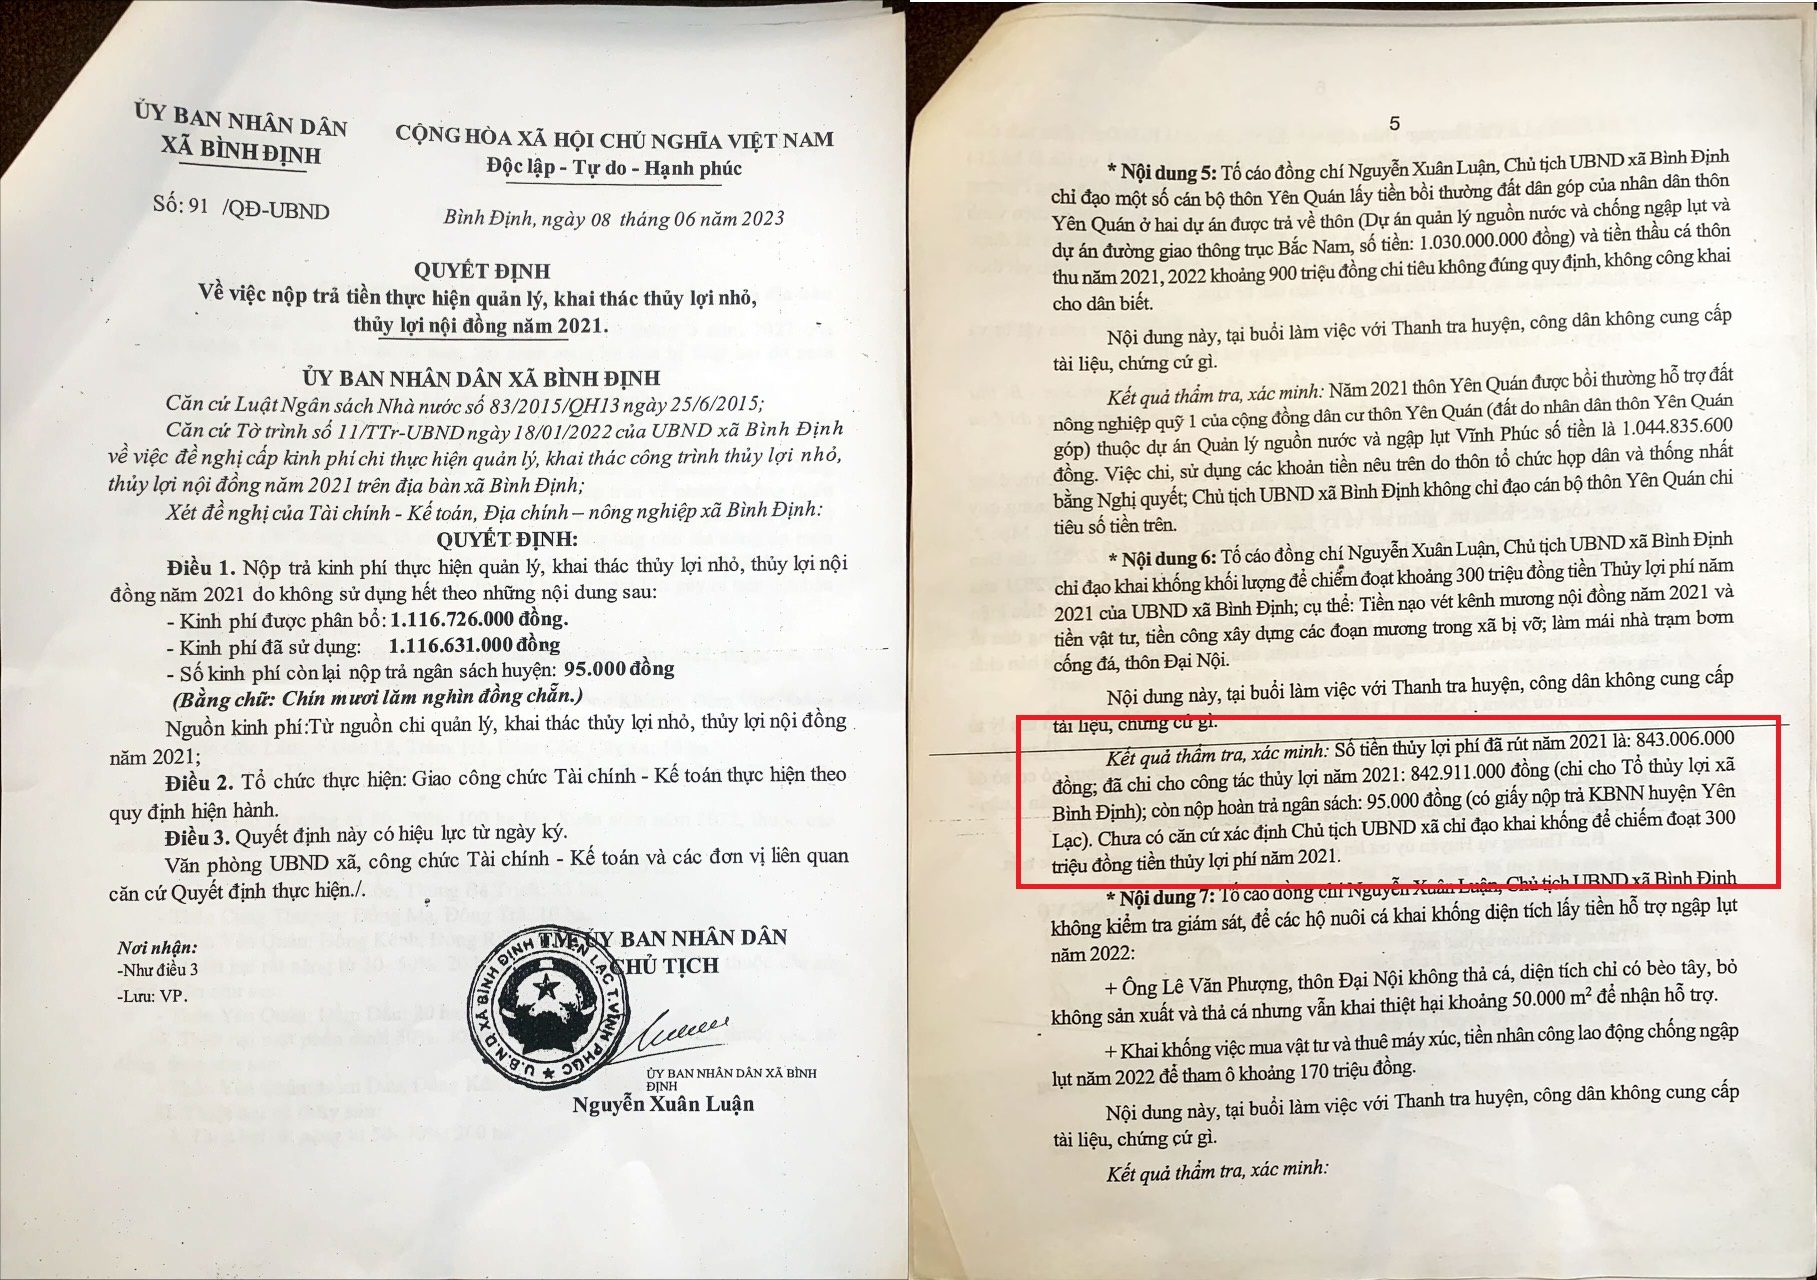 ỦY BAN NHÂN DÂN
XÃ BÌNH ĐỊNH
CỘNG HÒA XÃ HỘI CHỦ NGHĨA VIỆT NAM
Độc lập - Tự do - Hạnh phúc
Số: 91 /QĐ-UBND
Bình Định, ngày 08 tháng 06 năm 2023
QUYẾT ĐỊNH
Về việc nộp trả tiền thực hiện quản lý, khai thác thủy lợi nhỏ,
thủy lợi nội đồng năm 2021.
ỦY BAN NHÂN DÂN XÃ BÌNH ĐỊNH
Căn cứ Luật Ngân sách Nhà nước số 83/2015/QH13 ngày 25/6/2015;
Căn cứ Tờ trình số 11/TTr-UBND ngày 18/01/2022 của UBND xã Bình Định
về việc đề nghị cấp kinh phí chi thực hiện quản lý, khai thác công trình thủy lợi nhỏ,
thủy lợi nội đồng năm 2021 trên địa bàn xã Bình Định;
Xét đề nghị của Tài chính - Kế toán, Địa chính – nông nghiệp xã Bình Định:
QUYẾT ĐỊNH:
Điều 1. Nộp trả kinh phí thực hiện quản lý, khai thác thủy lợi nhỏ, thủy lợi nội
đồng năm 2021 do không sử dụng hết theo những nội dung sau:
- Kinh phí được phân bổ: 1.116.726.000 đồng.
- Kinh phí đã sử dụng: 1.116.631.000 đồng
- Số kinh phí còn lại nộp trả ngân sách huyện: 95.000 đồng
(Bằng chữ: Chín mươi lăm nghìn đồng chẵn.)
Nguồn kinh phí:Từ nguồn chi quản lý, khai thác thủy lợi nhỏ, thủy lợi nội đồng
năm 2021;
Điều 2. Tổ chức thực hiện: Giao công chức Tài chính - Kế toán thực hiện theo
quy định hiện hành.
Điều 3. Quyết định này có hiệu lực từ ngày ký.
Văn phòng UBND xã, công chức Tài chính - Kế toán và các đơn vị liên quan
căn cứ Quyết định thực hiện./.
Nơi nhận:
-Như điều 3
-Lưu: VP.
TM. ỦY BAN NHÂN DÂN
CHỦ TỊCH
U.B.N.D. XÃ BÌNH ĐỊNH HUYỆN YÊN LẠC T.VĨNH PHÚC
ỦY BAN NHÂN DÂN XÃ BÌNH
ĐỊNH
Nguyễn Xuân Luận
5
* Nội dung 5: Tố cáo đồng chí Nguyễn Xuân Luận, Chủ tịch UBND xã Bình Định
chỉ đạo một số cán bộ thôn Yên Quán lấy tiền bồi thường đất dân góp của nhân dân thôn
Yên Quán ở hai dự án được trả về thôn (Dự án quản lý nguồn nước và chống ngập lụt và
dự án đường giao thông trục Bắc Nam, số tiền: 1.030.000.000 đồng) và tiền thầu cá thôn
thu năm 2021, 2022 khoảng 900 triệu đồng chi tiêu không đúng quy định, không công khai
cho dân biết.
Nội dung này, tại buổi làm việc với Thanh tra huyện, công dân không cung cấp
tài liệu, chứng cứ gì.
Kết quả thẩm tra, xác minh: Năm 2021 thôn Yên Quán được bồi thường hỗ trợ đất
nông nghiệp quỹ 1 của cộng đồng dân cư thôn Yên Quán (đất do nhân dân thôn Yên Quán
góp) thuộc dự án Quản lý nguồn nước và ngập lụt Vĩnh Phúc số tiền là 1.044.835.600
đồng. Việc chi, sử dụng các khoản tiền nêu trên do thôn tổ chức họp dân và thống nhất
bằng Nghị quyết; Chủ tịch UBND xã Bình Định không chỉ đạo cán bộ thôn Yên Quán chi
tiêu số tiền trên.
* Nội dung 6: Tố cáo đồng chí Nguyễn Xuân Luận, Chủ tịch UBND xã Bình Định
chỉ đạo khai khống khối lượng để chiếm đoạt khoảng 300 triệu đồng tiền Thủy lợi phí năm
2021 của UBND xã Bình Định; cụ thể: Tiền nạo vét kênh mương nội đồng năm 2021 và
tiền vật tư, tiền công xây dựng các đoạn mương trong xã bị vỡ; làm mái nhà trạm bơm
cống đá, thôn Đại Nội.
Nội dung này, tại buổi làm việc với Thanh tra huyện, công dân không cung cấp
tài liệu, chứng cứ gì.
Kết quả thẩm tra, xác minh: Số tiền thủy lợi phí đã rút năm 2021 là: 843.006.000
đồng; đã chi cho công tác thủy lợi năm 2021: 842.911.000 đồng (chi cho Tổ thủy lợi xã
Bình Định); còn nộp hoàn trả ngân sách: 95.000 đồng (có giấy nộp trả KBNN huyện Yên
Lạc). Chưa có căn cứ xác định Chủ tịch UBND xã chỉ đạo khai khống để chiếm đoạt 300
triệu đồng tiền thủy lợi phí năm 2021.
* Nội dung 7: Tố cáo đồng chí Nguyễn Xuân Luận, Chủ tịch UBND xã Bình Định
không kiểm tra giám sát, để các hộ nuôi cá khai khống diện tích lấy tiền hỗ trợ ngập lụt
năm 2022:
+ Ông Lê Văn Phượng, thôn Đại Nội không thả cá, diện tích chỉ có bèo tây, bỏ
không sản xuất và thả cá nhưng vẫn khai thiệt hại khoảng 50.000 m² để nhận hỗ trợ.
+ Khai khống việc mua vật tư và thuê máy xúc, tiền nhân công lao động chống ngập
lụt năm 2022 để tham ô khoảng 170 triệu đồng.
Nội dung này, tại buổi làm việc với Thanh tra huyện, công dân không cung cấp
tài liệu, chứng cứ gì.
Kết quả thẩm tra, xác minh: